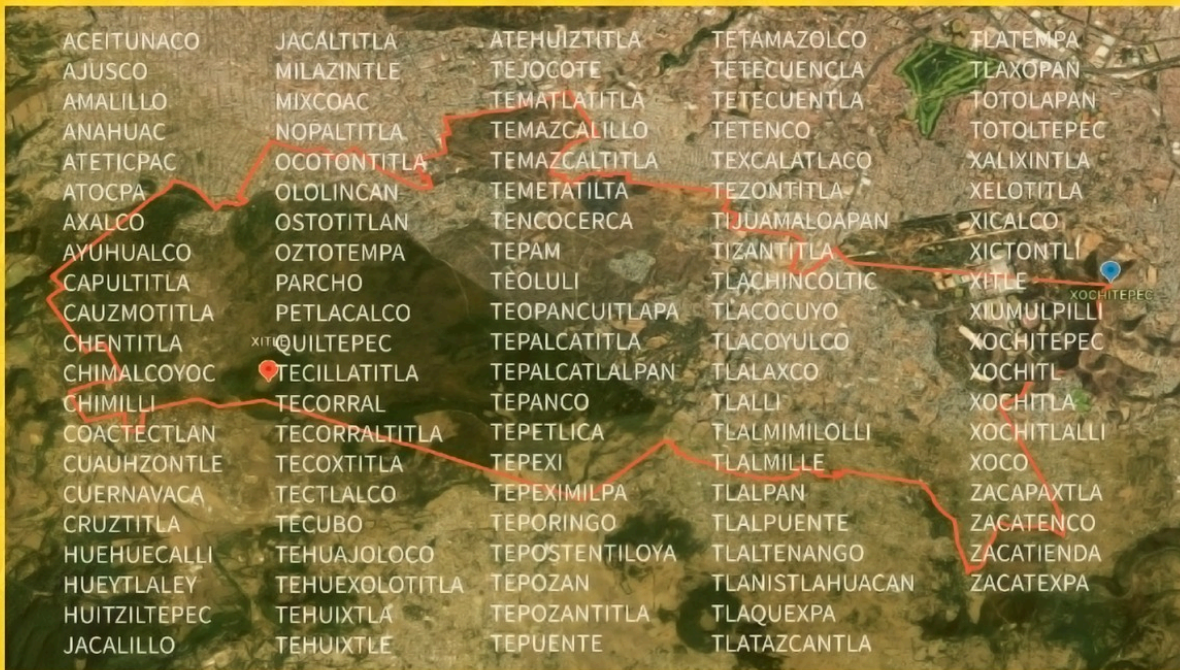 ACEITUNACO
AJUSCO
AMALILLO
ANAHUAC
ATETICPAC
ATOCPA
AXALCO
AYUHUALCO
CAPULTITLA
CAUZMOTITLA
CHENTITLA
CHIMALCOYOC
CHIMILLI
COACTECTLAN
CUAUHZONTLE
CUERNAVACA
CRUZTITLA
HUEHUECALLI
HUEYTLALEY
HUITZILTEPEC
JACALILLO
JACALTITLA
MILAZINTLE
MIXCOAC
NOPALTITLA
OCOTONTITLA
OLOLINCAN
OSTOTITLAN
OZTOTEMPA
PARCHO
PETLACALCO
QUILTEPEC
TECILLATITLA
TECORRAL
TECORRALTITLA
TECOXTITLA
TECTLALCO
TECUBO
TEHUAJOLOCO
TEHUEXOLOTITLA
TEHUIXTLA
TEHUIXTLE
ATEHUIZTITLA
TEJOCOTE
TEMATLATITLA
TEMAZCALILLO
TEMAZCALTITLA
TEMETATILTA
TENCOCERCA
TEPAM
TEOLULI
TEOPANCUITLAPA
TEPALCATITLA
TEPALCATLALPAN
TEPANCO
TEPETLICA
TEPEXI
TEPEXIMILPA
TEPORINGO
TEPOSTENTILOYA
TEPOZAN
TEPOZANTITLA
TEPUENTE
TETAMAZOLCO
TETECUENCLA
TETECUENTLA
TETENCO
TEXCALATLACO
TEZONTITLA
TIJUAMALOAPAN
TIZANTITLA
TLACHINCOLTIC
TLACOCUYO
TLACOYULCO
TLALAXCO
TLALLI
TLALMIMILOLLI
TLALMILLE
TLALPAN
TLALPUENTE
TLALTENANGO
TLANISTLAHUACAN
TLAQUEXPA
TLATAZCANTLA
TLATEMPA
TLAXOPAN
TOTOLAPAN
TOTOLTEPEC
XALIXINTLA
XELOTITLA
XICALCO
XICTONTLI
XITLE
XIUMULPILLI
XOCHITEPEC
XOCHITL
XOCHITLA
XOCHITLALLI
XOCO
ZACAPAXTLA
ZACATENCO
ZACATIENDA
ZACATEXPA
XITLE
XOCHITEPEC